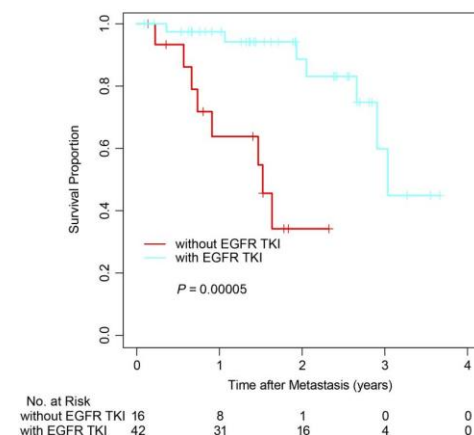 1.0
0.8
0.6
0.4
0.2
0.0
Survival Proportion
without EGFR TKI
with EGFR TKI
P = 0.00005
0 1 2 3 4
Time after Metastasis (years)
No. at Risk
without EGFR TKI 16 8 1 0 0
with EGFR TKI 42 31 16 4 0